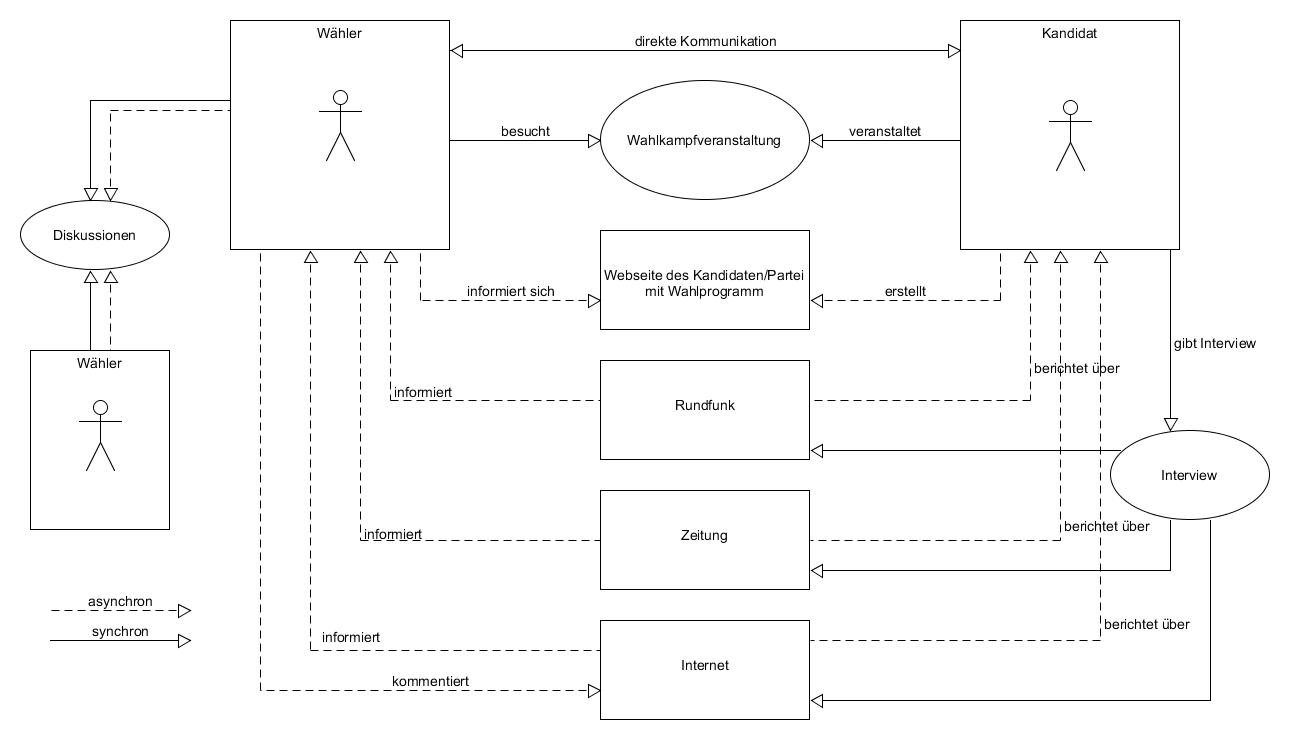 Wähler
Kandidat
direkte Kommunikation
besucht
Wahlkampfveranstaltung
veranstaltet
Diskussionen
Webseite des Kandidaten/Partei
mit Wahlprogramm
informiert sich
erstellt
gibt Interview
Wähler
berichtet über
informiert
Rundfunk
Interview
berichtet über
informiert
Zeitung
asynchron
synchron
berichtet über
informiert
Internet
kommentiert